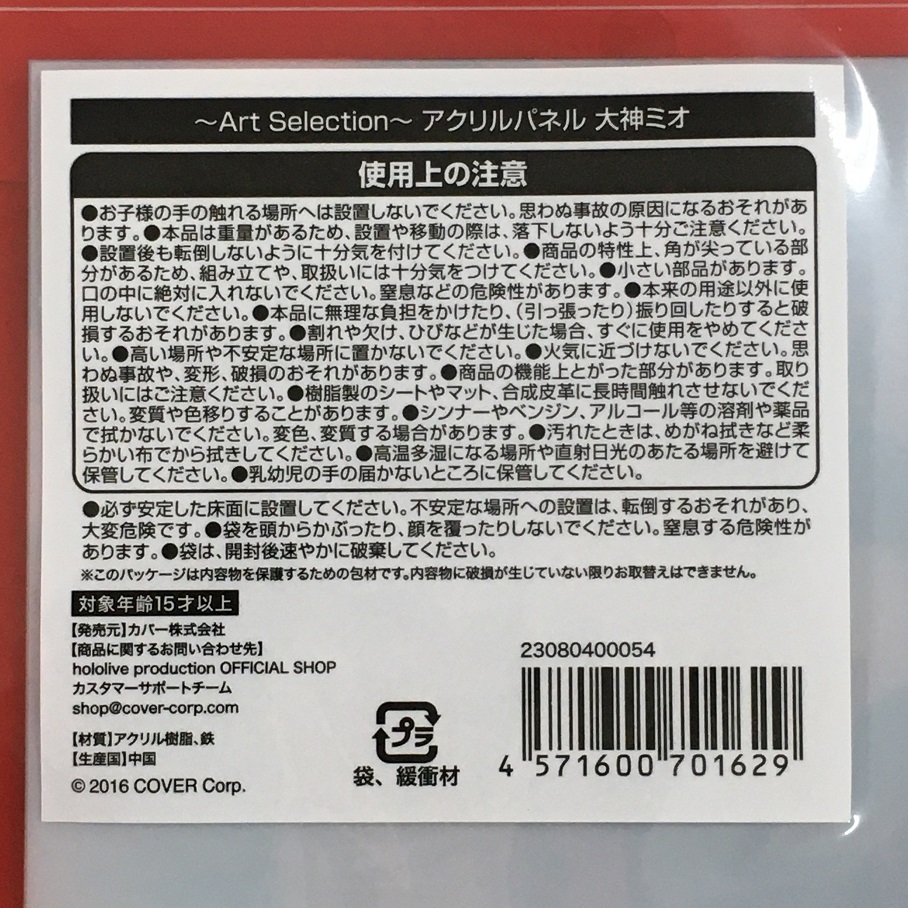 ～Art Selection～ アクリルパネル 大神ミオ
使用上の注意
●お子様の手の触れる場所へは設置しないでください。思わぬ事故の原因になるおそれがあ
ります。●本品は重量があるため、設置や移動の際は、落下しないよう十分ご注意ください。
●設置後も転倒しないように十分気を付けてください。●商品の特性上、角が尖っている部
分があるため、組み立てや、取扱いには十分気をつけてください。●小さい部品があります。
口の中に絶対に入れないでください。窒息などの危険性があります。●本来の用途以外に使
用しないでください。●本品に無理な負担をかけたり、（引っ張ったり）振り回したりすると破
損するおそれがあります。●割れや欠け、ひびなどが生じた場合、すぐに使用をやめてくださ
い。●高い場所や不安定な場所に置かないでください。●火気に近づけないでください。思
わぬ事故や、変形、破損のおそれがあります。●商品の機能上とがった部分があります。取り
扱いにはご注意ください。●樹脂製のシートやマット、合成皮革に長時間触れさせないでくだ
さい。変質や色移りすることがあります。●シンナーやベンジン、アルコール等の溶剤や薬品
で拭かないでください。変色、変質する場合があります。●汚れたときは、めがね拭きなど柔
らかい布でから拭きしてください。●高温多湿になる場所や直射日光のあたる場所を避けて
保管してください。●乳幼児の手の届かないところに保管してください。
●必ず安定した床面に設置してください。不安定な場所への設置は、転倒するおそれがあり、
大変危険です。●袋を頭からかぶったり、顔を覆ったりしないでください。窒息する危険性が
あります。●袋は、開封後速やかに破棄してください。
※このパッケージは内容物を保護するための包材です。内容物に破損が生じていない限りお取替えはできません。
対象年齢15才以上
【発売元】カバー株式会社
【商品に関するお問い合わせ先】
hololive production OFFICIAL SHOP
カスタマーサポートチーム
shop@cover-corp.com
【材質】アクリル樹脂、鉄
【生産国】中国
© 2016 COVER Corp.
プラ
袋、緩衝材
23080400054
4 571600 701629